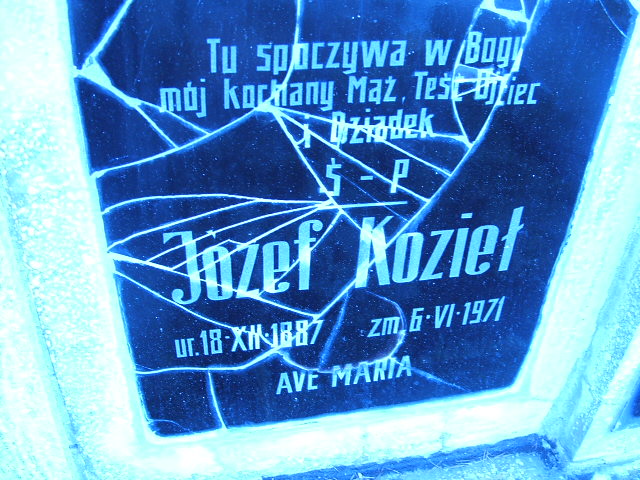 Tu spoczywa w Bogu
mój kochany Mąż, Teść Ojciec
i Dziadek
Ś - P
Józef Kozieł
ur. 18·XII·1887 zm. 6·VI·1971
AVE MARIA